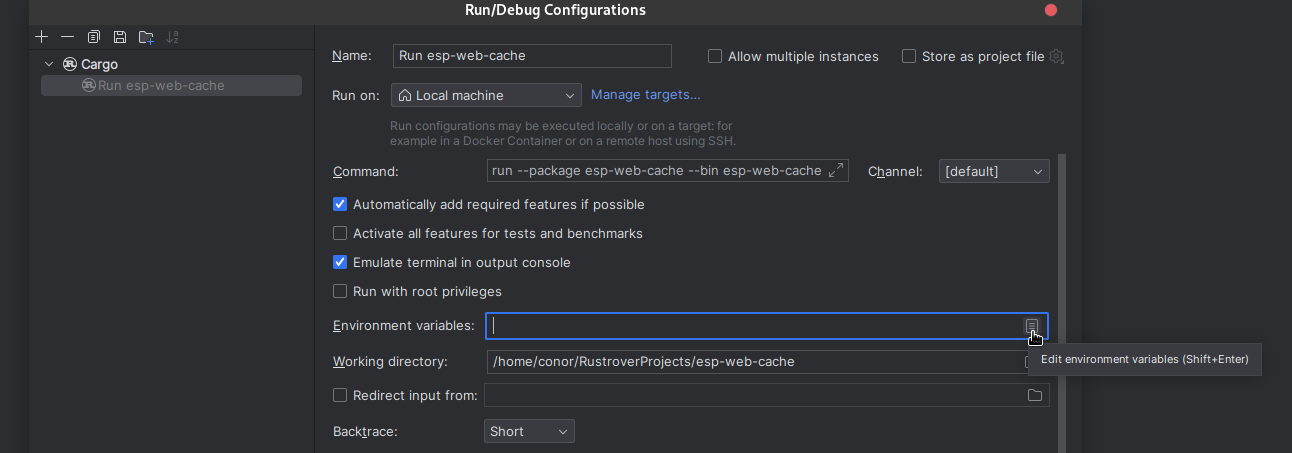 Run/Debug Configurations
Cargo
Run esp-web-cache
Name: Run esp-web-cache Allow multiple instances Store as project file
Run on: Local machine Manage targets...
Run configurations may be executed locally or on a target: for
example in a Docker Container or on a remote host using SSH.
Command: run --package esp-web-cache --bin esp-web-cache Channel: [default]
Automatically add required features if possible
Activate all features for tests and benchmarks
Emulate terminal in output console
Run with root privileges
Environment variables:
Edit environment variables (Shift+Enter)
Working directory: /home/conor/RustroverProjects/esp-web-cache
Redirect input from:
Backtrace: Short